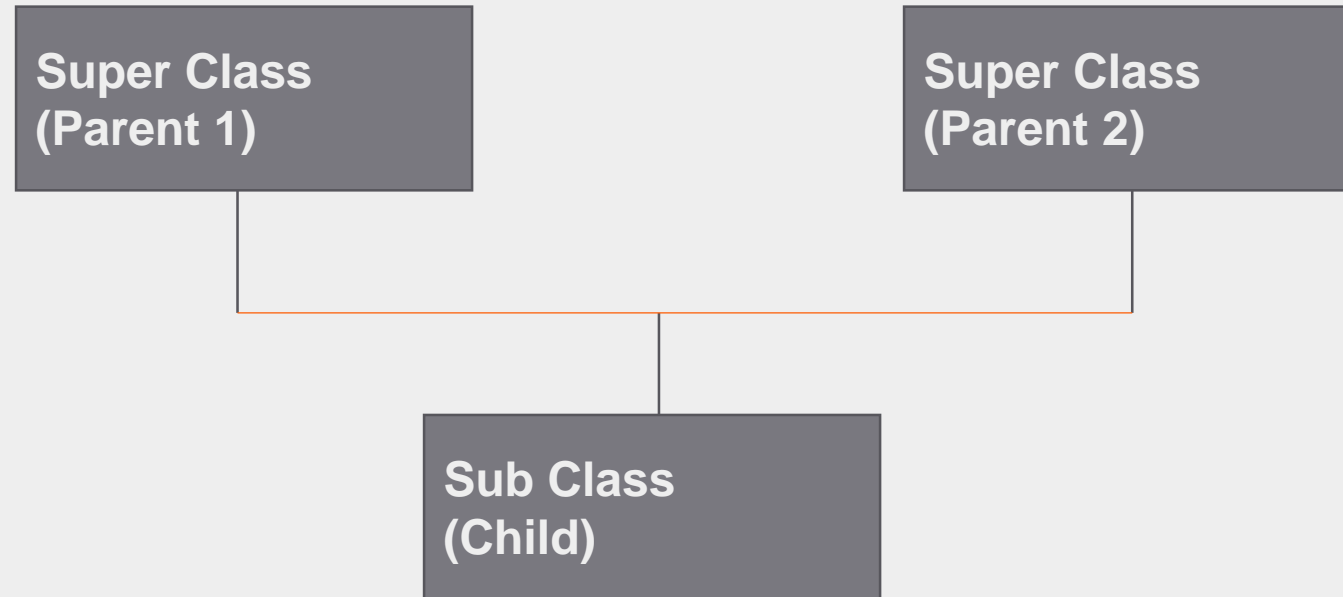 Super Class
(Parent 1)
Super Class
(Parent 2)
Sub Class
(Child)